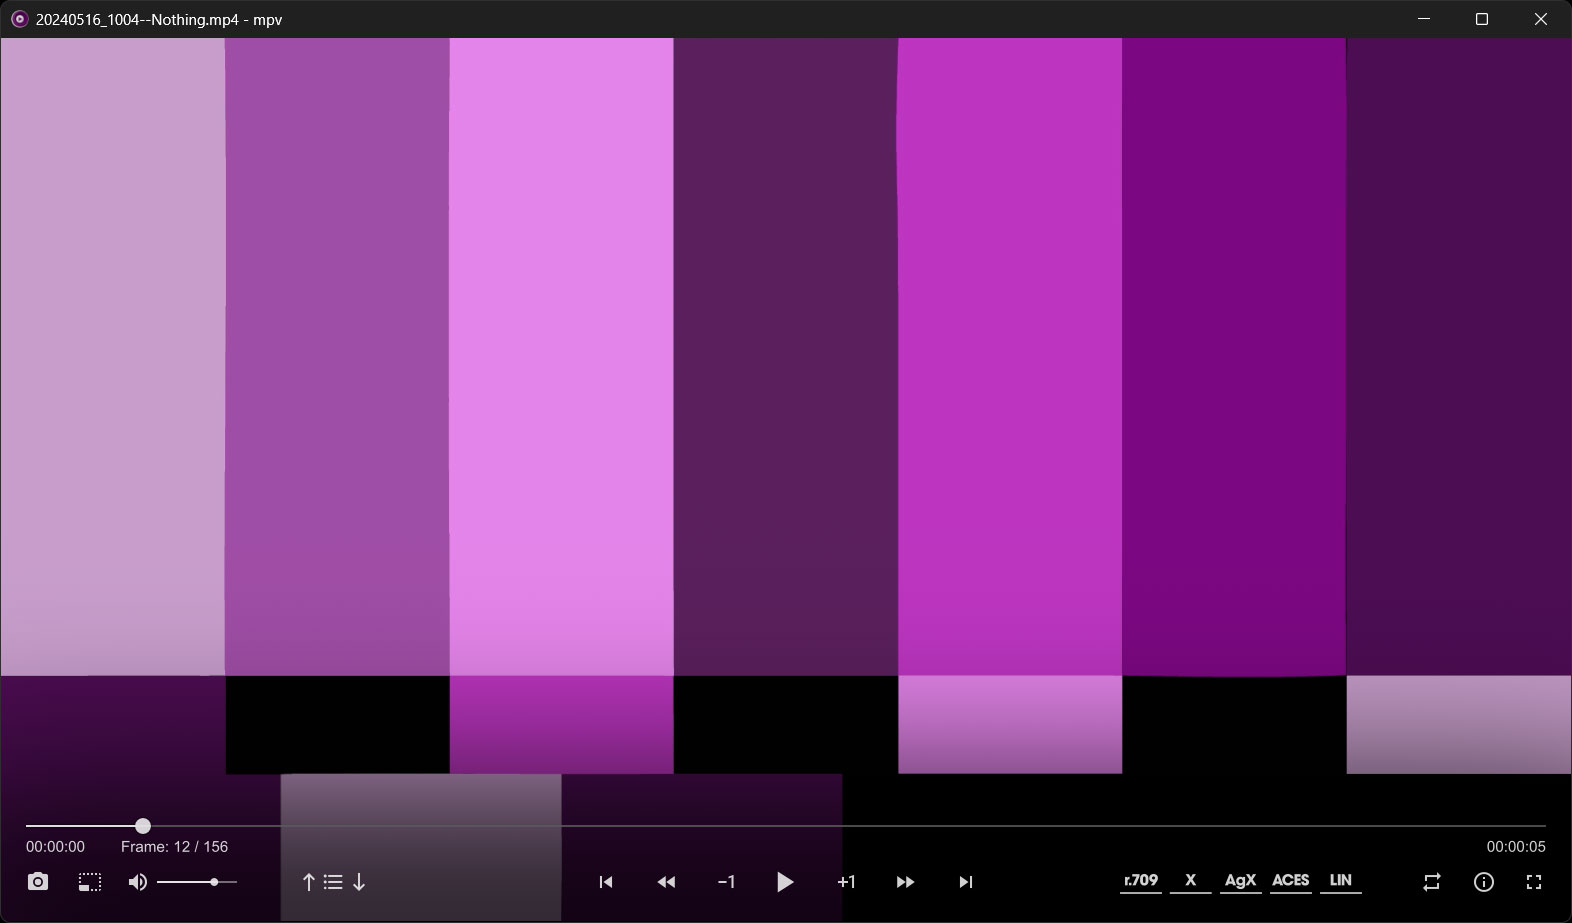 20240516_1004--Nothing.mp4 - mpv
00:00:00 Frame: 12 / 156 00:00:05
−1 +1 r.709 X AgX ACES LIN